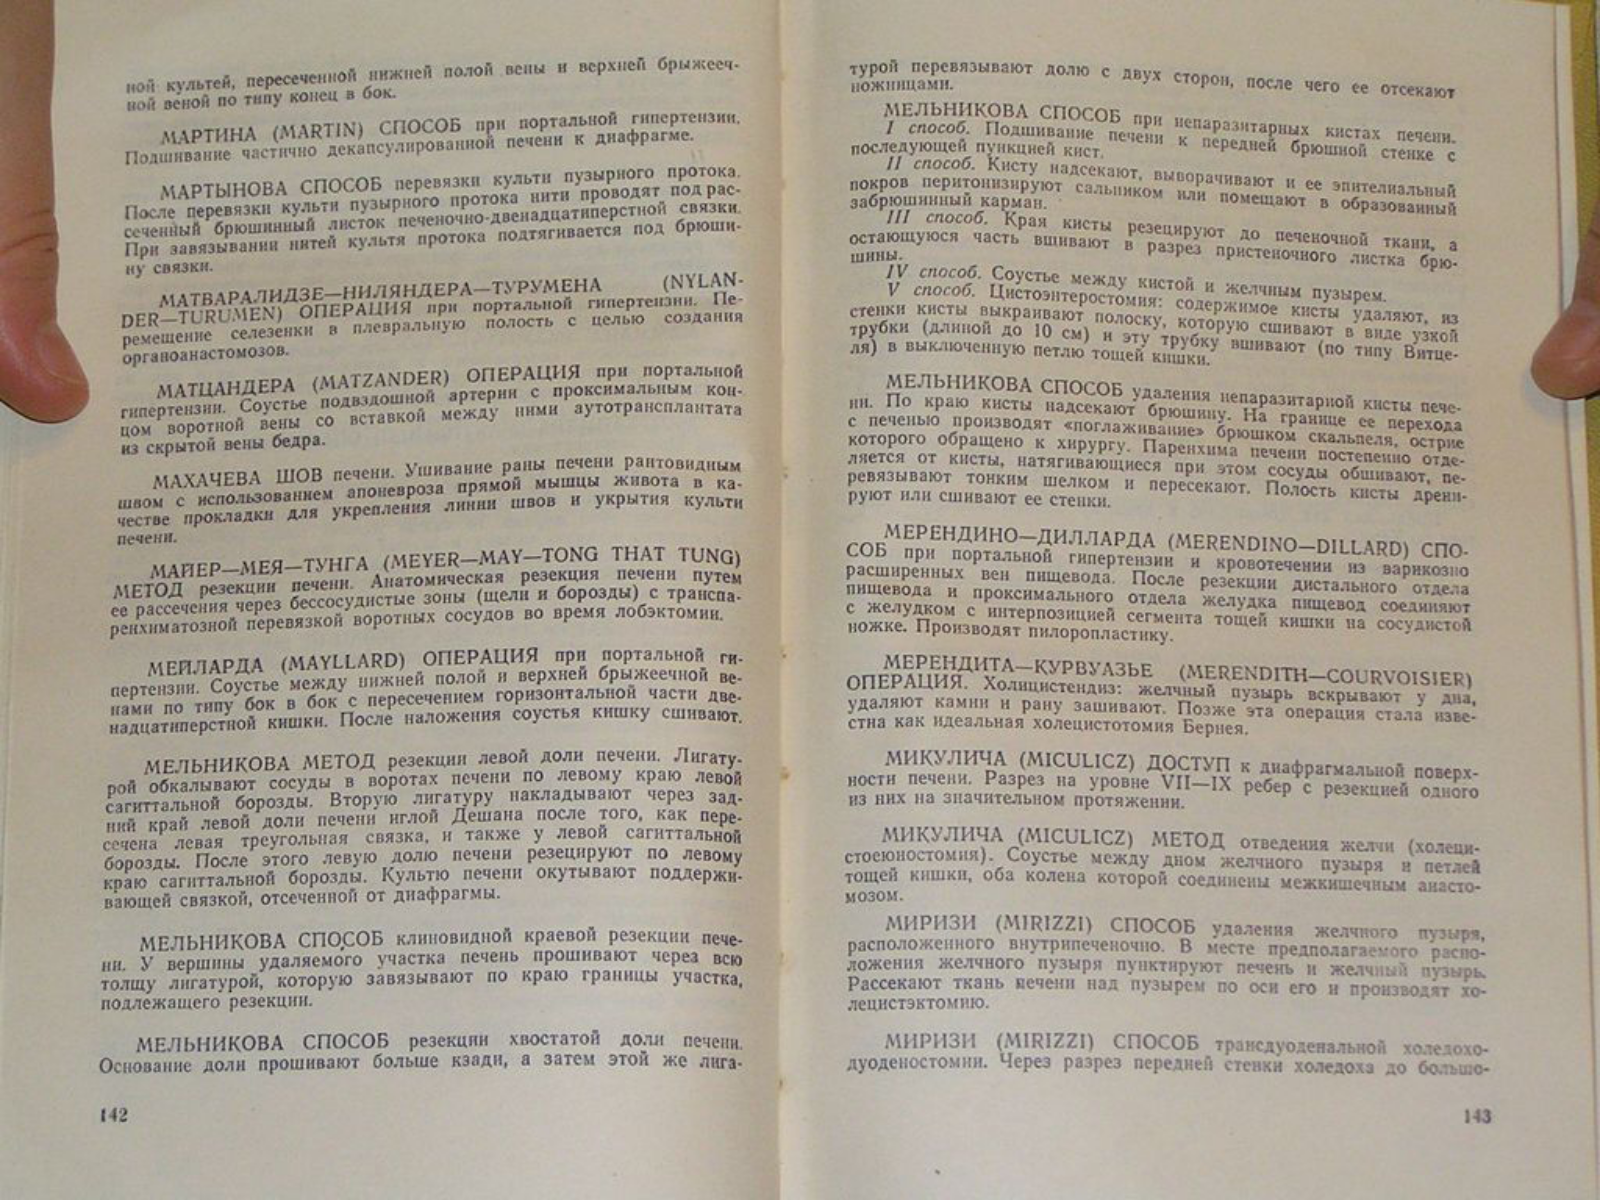 ной культей, пересеченной нижней полой вены и верхней брыжееч-
ной веной по типу конец в бок.
МАРТИНА (MARTIN) СПОСОБ при портальной гипертензии.
Подшивание частично декапсулированной печени к диафрагме.
МАРТЫНОВА СПОСОБ перевязки культи пузырного протока.
После перевязки культи пузырного протока нити проводят под рас-
сеченный брюшинный листок печеночно-двенадцатиперстной связки.
При завязывании нитей культя протока подтягивается под брюши-
ну связки.
МАТВАРАЛИДЗЕ—НИЛЯНДЕРА—ТУРУМЕНА (NYLAN-
DER—TURUMEN) ОПЕРАЦИЯ при портальной гипертензии. Пе-
ремещение селезенки в плевральную полость с целью создания
органоанастомозов.
МАТЦАНДЕРА (MATZANDER) ОПЕРАЦИЯ при портальной
гипертензии. Соустье подвздошной артерии с проксимальным кон-
цом воротной вены со вставкой между ними аутотрансплантата
из скрытой вены бедра.
МАХАЧЕВА ШОВ печени. Ушивание раны печени рантовидным
швом с использованием апоневроза прямой мышцы живота в ка-
честве прокладки для укрепления линии швов и укрытия культи
печени.
МАЙЕР—МЕЯ—ТУНГА (MEYER—MAY—TONG THAT TUNG)
МЕТОД резекции печени. Анатомическая резекция печени путем
ее рассечения через бессосудистые зоны (щели и борозды) с транспа-
ренхиматозной перевязкой воротных сосудов во время лобэктомии.
МЕЙЛАРДА (MAYLLARD) ОПЕРАЦИЯ при портальной ги-
пертензии. Соустье между нижней полой и верхней брыжеечной ве-
нами по типу бок в бок с пересечением горизонтальной части две-
надцатиперстной кишки. После наложения соустья кишку сшивают.
МЕЛЬНИКОВА МЕТОД резекции левой доли печени. Лигату-
рой обкалывают сосуды в воротах печени по левому краю левой
сагиттальной борозды. Вторую лигатуру накладывают через зад-
ний край левой доли печени иглой Дешана после того, как пере-
сечена левая треугольная связка, и также у левой сагиттальной
борозды. После этого левую долю печени резецируют по левому
краю сагиттальной борозды. Культю печени окутывают поддержи-
вающей связкой, отсеченной от диафрагмы.
МЕЛЬНИКОВА СПОСОБ клиновидной краевой резекции пече-
ни. У вершины удаляемого участка печень прошивают через всю
толщу лигатурой, которую завязывают по краю границы участка,
подлежащего резекции.
МЕЛЬНИКОВА СПОСОБ резекции хвостатой доли печени.
Основание доли прошивают больше кзади, а затем этой же лига-
142
турой перевязывают долю с двух сторон, после чего ее отсекают
ножницами.
МЕЛЬНИКОВА СПОСОБ при непаразитарных кистах печени.
I способ. Подшивание печени к передней брюшной стенке с
последующей пункцией кист.
II способ. Кисту надсекают, выворачивают и ее эпителиальный
покров перитонизируют сальником или помещают в образованный
забрюшинный карман.
III способ. Края кисты резецируют до печеночной ткани, а
остающуюся часть вшивают в разрез пристеночного листка брю-
шины.
IV способ. Соустье между кистой и желчным пузырем.
V способ. Цистоэнтеростомия: содержимое кисты удаляют, из
стенки кисты выкраивают полоску, которую сшивают в виде узкой
трубки (длиной до 10 см) и эту трубку вшивают (по типу Витце-
ля) в выключенную петлю тощей кишки.
МЕЛЬНИКОВА СПОСОБ удаления непаразитарной кисты пече-
ни. По краю кисты надсекают брюшину. На границе ее перехода
с печенью производят «поглаживание» брюшком скальпеля, острие
которого обращено к хирургу. Паренхима печени постепенно отде-
ляется от кисты, натягивающиеся при этом сосуды обшивают, пе-
ревязывают тонким шелком и пересекают. Полость кисты дрени-
руют или сшивают ее стенки.
МЕРЕНДИНО—ДИЛЛАРДА (MERENDINO—DILLARD) СПО-
СОБ при портальной гипертензии и кровотечении из варикозно
расширенных вен пищевода. После резекции дистального отдела
пищевода и проксимального отдела желудка пищевод соединяют
с желудком с интерпозицией сегмента тощей кишки на сосудистой
ножке. Производят пилоропластику.
МЕРЕНДИТА—КУРВУАЗЬЕ (MERENDITH—COURVOISIER)
ОПЕРАЦИЯ. Холицистендиз: желчный пузырь вскрывают у дна,
удаляют камни и рану зашивают. Позже эта операция стала изве-
стна как идеальная холецистотомия Бернея.
МИКУЛИЧА (MICULICZ) ДОСТУП к диафрагмальной поверх-
ности печени. Разрез на уровне VII—IX ребер с резекцией одного
из них на значительном протяжении.
МИКУЛИЧА (MICULICZ) МЕТОД отведения желчи (холеци-
стоеюностомия). Соустье между дном желчного пузыря и петлей
тощей кишки, оба колена которой соединены межкишечным анасто-
мозом.
МИРИЗИ (MIRIZZI) СПОСОБ удаления желчного пузыря,
расположенного внутрипеченочно. В месте предполагаемого распо-
ложения желчного пузыря пунктируют печень и желчный пузырь.
Рассекают ткань печени над пузырем по оси его и производят хо-
лецистэктомию.
МИРИЗИ (MIRIZZI) СПОСОБ трансдуоденальной холедохо-
дуоденостомии. Через разрез передней стенки холедоха до большо-
143